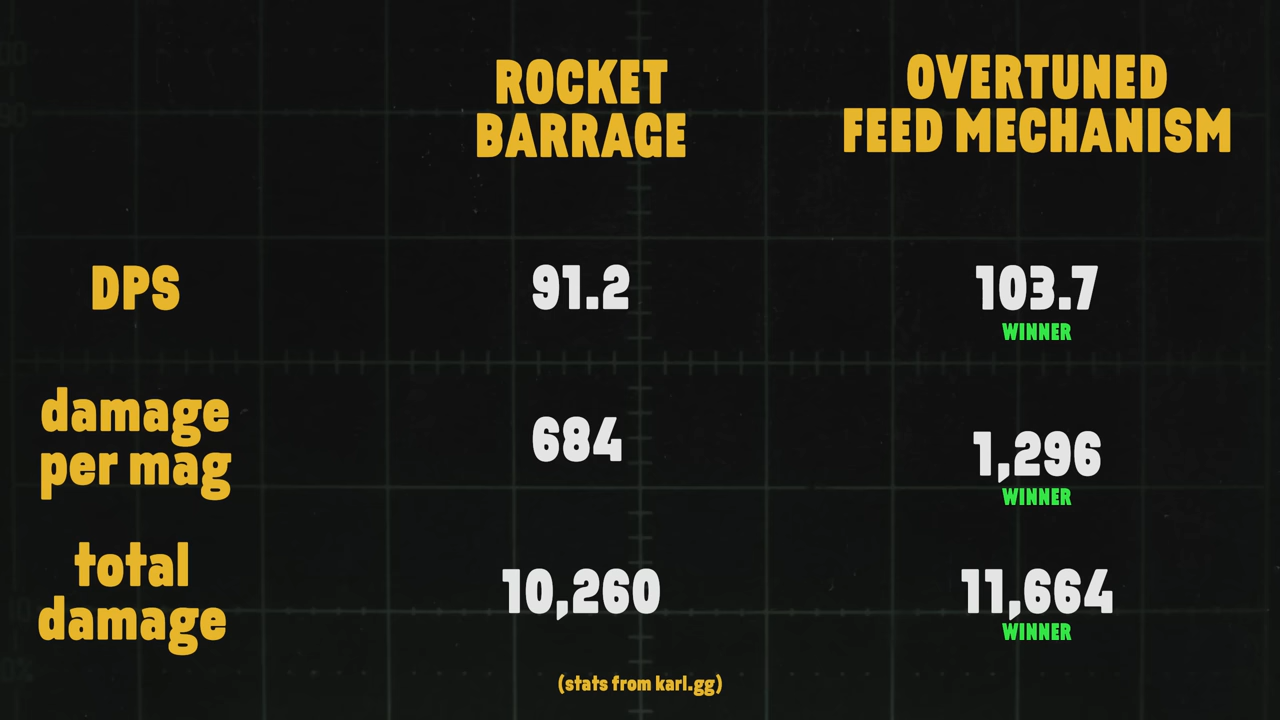 ROCKET
BARRAGE
OVERTUNED
FEED MECHANISM
DPS
91.2
103.7
WINNER
damage
per mag
684
1,296
WINNER
total
damage
10,260
11,664
WINNER
(stats from karl.gg)